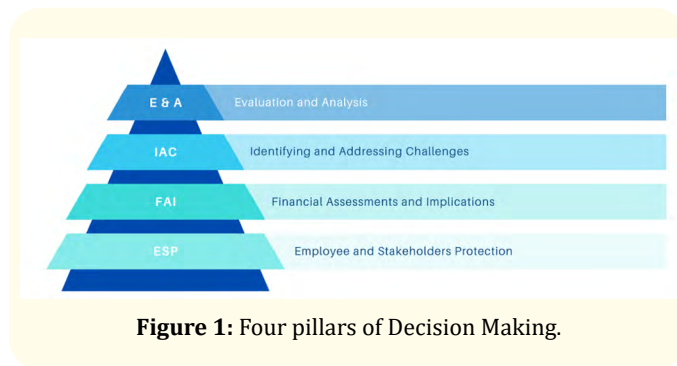 E & A Evaluation and Analysis
IAC Identifying and Addressing Challenges
FAI Financial Assessments and Implications
ESP Employee and Stakeholders Protection
Figure 1: Four pillars of Decision Making.